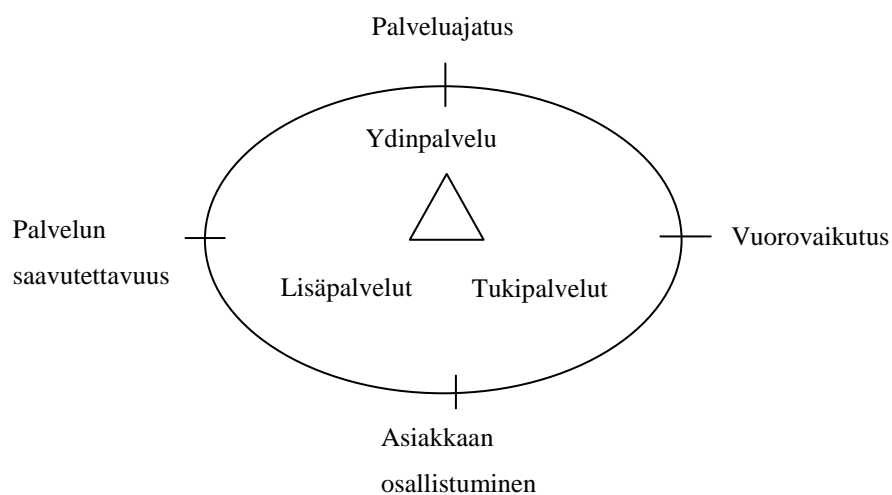 Palveluajatus
Ydinpalvelu
Palvelun
saavutettavuus
Vuorovaikutus
Lisäpalvelut
Tukipalvelut
Asiakkaan
osallistuminen